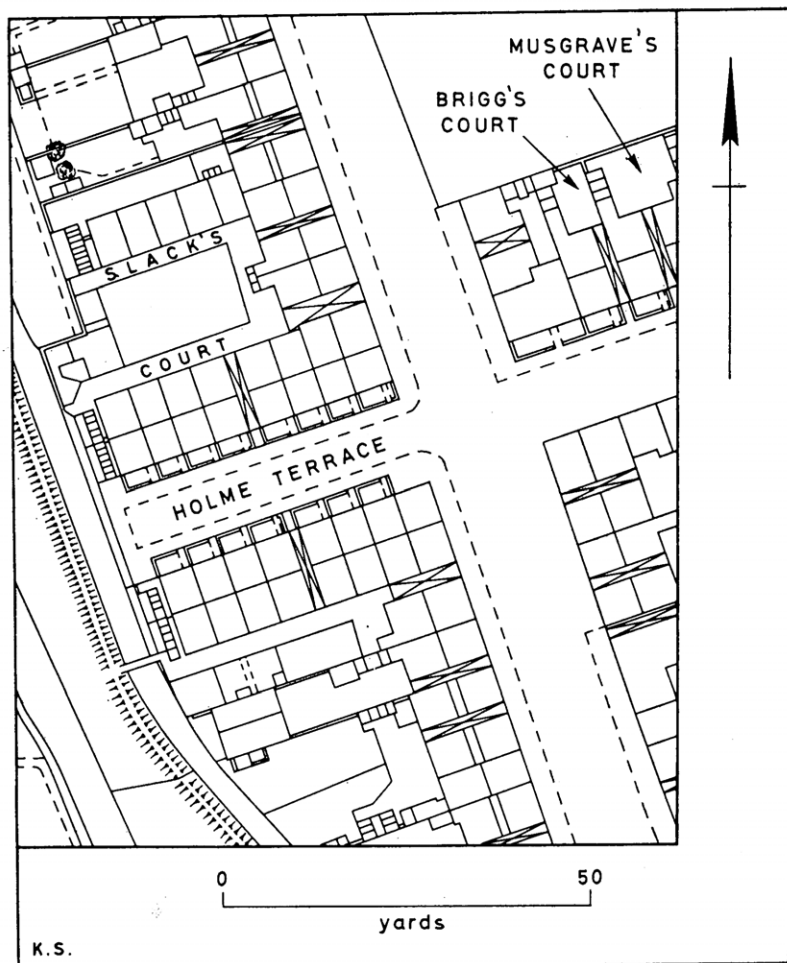 MUSGRAVE'S
COURT
BRIGG'S
COURT
SLACK'S
COURT
HOLME TERRACE
0 50
yards
K.S.